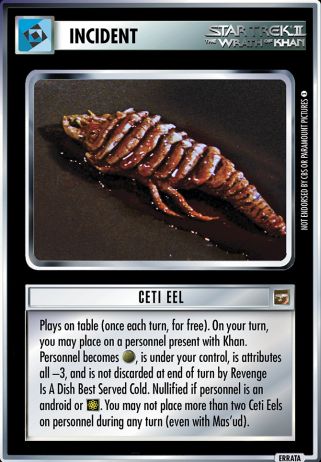 INCIDENT
STAR TREK II
THE WRATH OF KHAN
NOT ENDORSED BY CBS OR PARAMOUNT PICTURES
CETI EEL
Plays on table (once each turn, for free). On your turn,
you may place on a personnel present with Khan.
Personnel becomes , is under your control, is attributes
all –3, and is not discarded at end of turn by Revenge
Is A Dish Best Served Cold. Nullified if personnel is an
android or . You may not place more than two Ceti Eels
on personnel during any turn (even with Mas'ud).
ERRATA